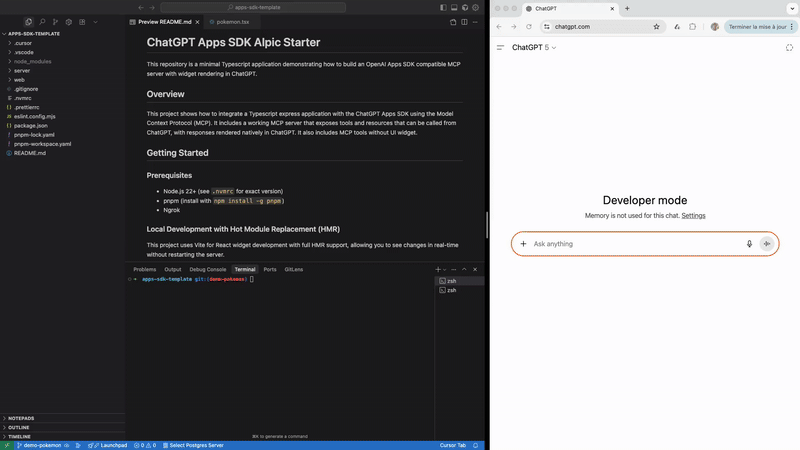 apps-sdk-template
APPS-SDK-TEMPLATE
.cursor
.vscode
node_modules
server
web
.gitignore
.nvmrc
.prettierrc
eslint.config.mjs
package.json
pnpm-lock.yaml
pnpm-workspace.yaml
README.md
NOTEPADS
OUTLINE
TIMELINE
Preview README.md
pokemon.tsx
ChatGPT Apps SDK Alpic Starter
This repository is a minimal Typescript application demonstrating how to build an OpenAI Apps SDK compatible MCP
server with widget rendering in ChatGPT.
Overview
This project shows how to integrate a Typescript express application with the ChatGPT Apps SDK using the Model
Context Protocol (MCP). It includes a working MCP server that exposes tools and resources that can be called from
ChatGPT, with responses rendered natively in ChatGPT. It also includes MCP tools without UI widget.
Getting Started
Prerequisites
Node.js 22+ (see .nvmrc for exact version)
pnpm (install with npm install -g pnpm)
Ngrok
Local Development with Hot Module Replacement (HMR)
This project uses Vite for React widget development with full HMR support, allowing you to see changes in real-time
without restarting the server.
Problems Output Debug Console Terminal Ports GitLens
apps-sdk-template git:(demo-pokemon)
zsh
zsh
⌘K to generate a command
demo-pokemon Launchpad 0 0 Select Postgres Server Cursor Tab
ChatGPT
chatgpt.com
Terminer la mise à jour
ChatGPT 5
Developer mode
Memory is not used for this chat. Settings
Ask anything